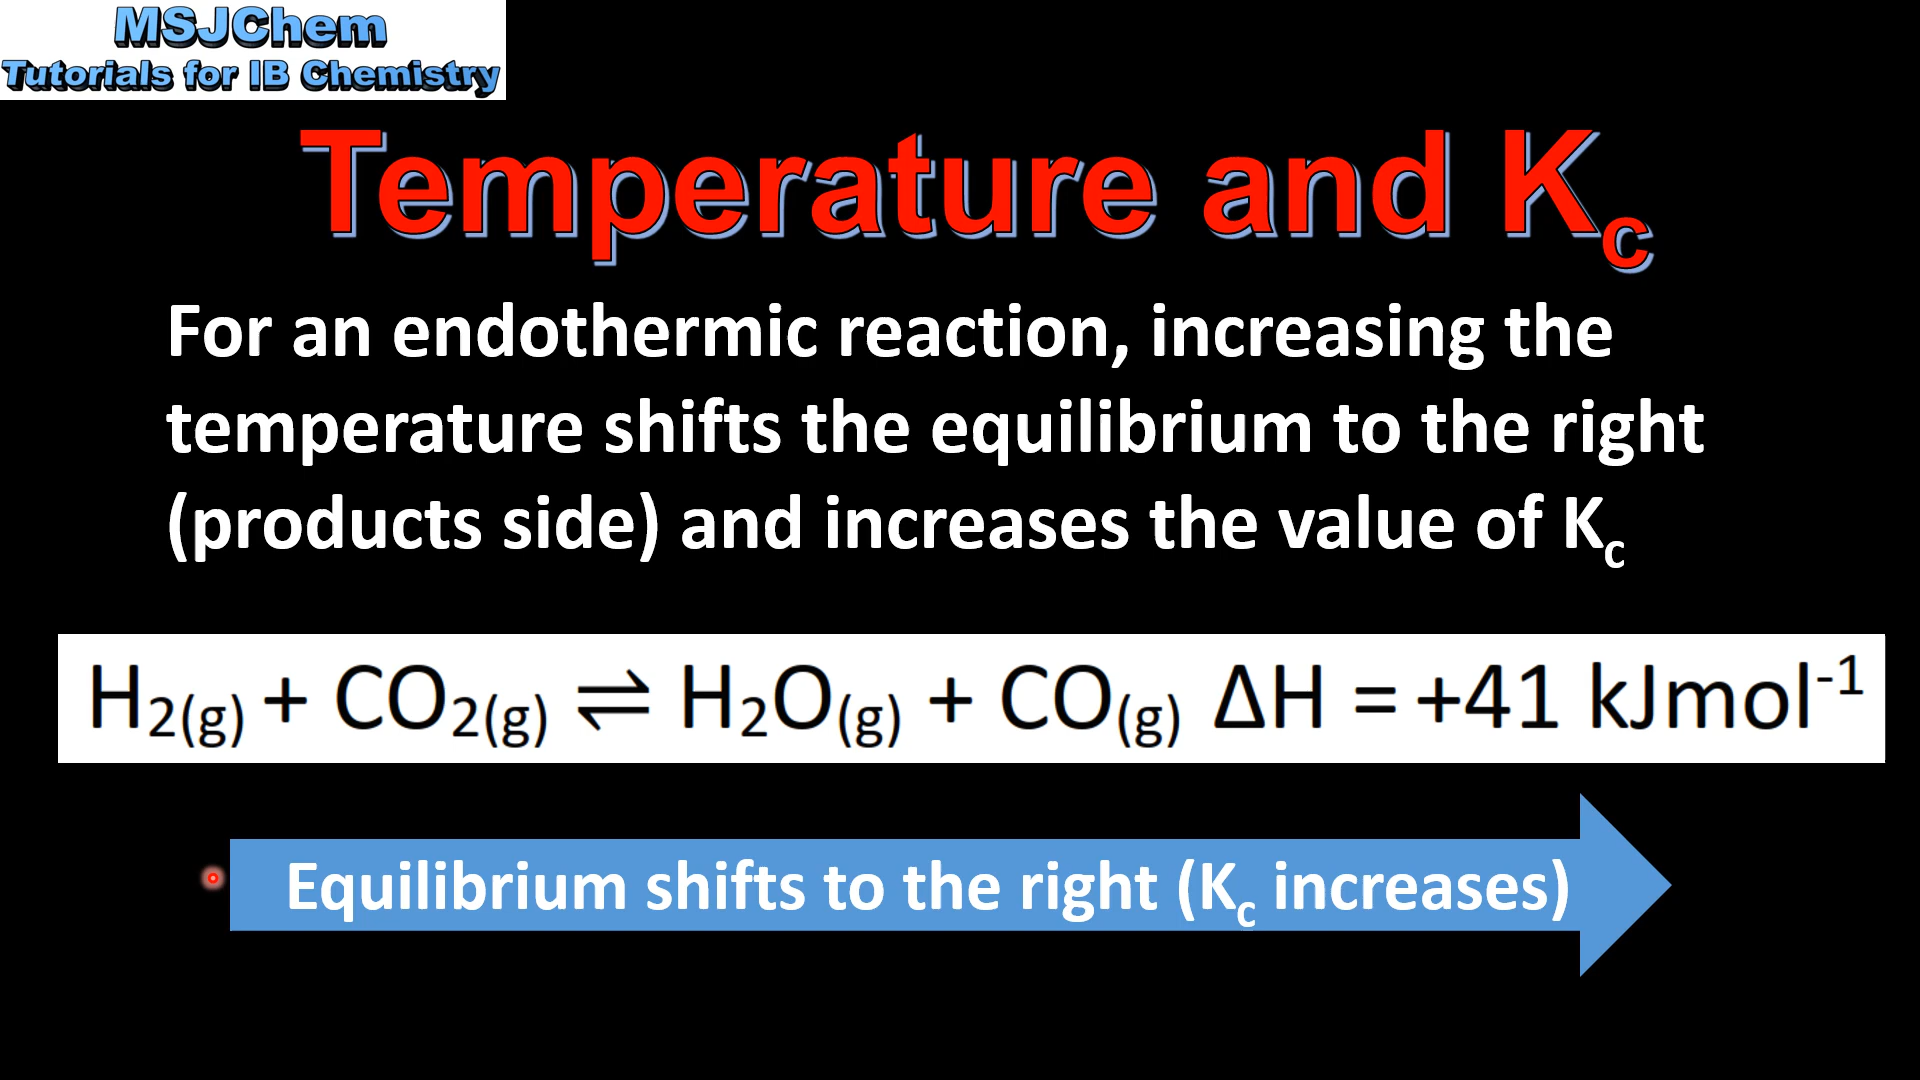 MSJChem
Tutorials for IB Chemistry
Temperature and Kc
For an endothermic reaction, increasing the
temperature shifts the equilibrium to the right
(products side) and increases the value of Kc
H2(g) + CO2(g) ⇌ H2O(g) + CO(g) ΔH = +41 kJmol⁻¹
Equilibrium shifts to the right (Kc increases)